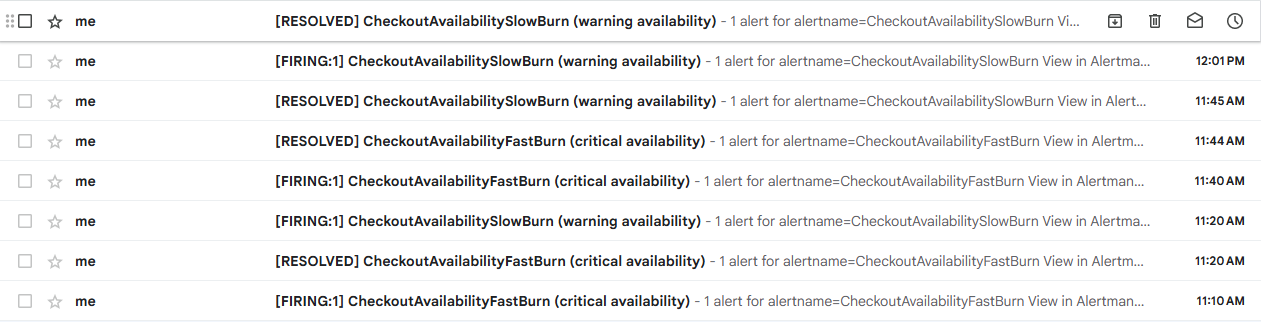 me [RESOLVED] CheckoutAvailabilitySlowBurn (warning availability) - 1 alert for alertname=CheckoutAvailabilitySlowBurn Vi...
me [FIRING:1] CheckoutAvailabilitySlowBurn (warning availability) - 1 alert for alertname=CheckoutAvailabilitySlowBurn View in Alertma... 12:01 PM
me [RESOLVED] CheckoutAvailabilitySlowBurn (warning availability) - 1 alert for alertname=CheckoutAvailabilitySlowBurn View in Alert... 11:45 AM
me [RESOLVED] CheckoutAvailabilityFastBurn (critical availability) - 1 alert for alertname=CheckoutAvailabilityFastBurn View in Alertm... 11:44 AM
me [FIRING:1] CheckoutAvailabilityFastBurn (critical availability) - 1 alert for alertname=CheckoutAvailabilityFastBurn View in Alertman... 11:40 AM
me [FIRING:1] CheckoutAvailabilitySlowBurn (warning availability) - 1 alert for alertname=CheckoutAvailabilitySlowBurn View in Alertma... 11:20 AM
me [RESOLVED] CheckoutAvailabilityFastBurn (critical availability) - 1 alert for alertname=CheckoutAvailabilityFastBurn View in Alertm... 11:20 AM
me [FIRING:1] CheckoutAvailabilityFastBurn (critical availability) - 1 alert for alertname=CheckoutAvailabilityFastBurn View in Alertman... 11:10 AM